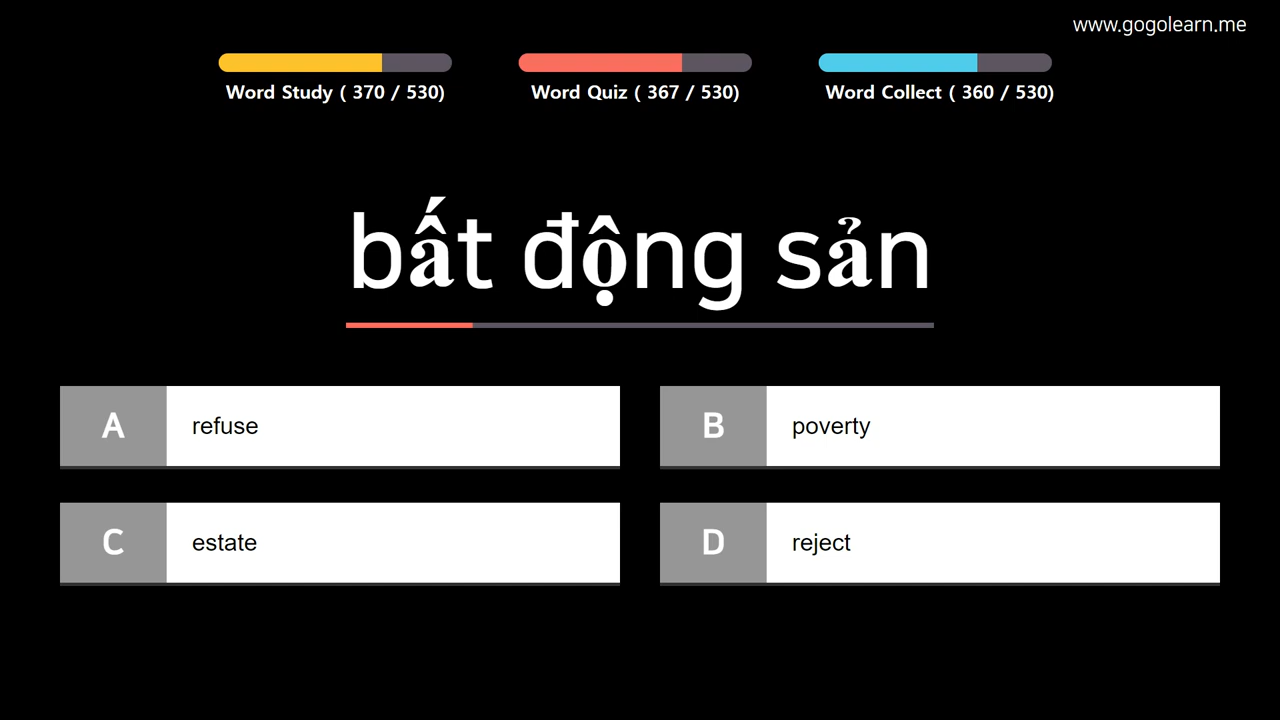 www.gogolearn.me
Word Study ( 370 / 530)
Word Quiz ( 367 / 530)
Word Collect ( 360 / 530)
bất động sản
A refuse
B poverty
C estate
D reject